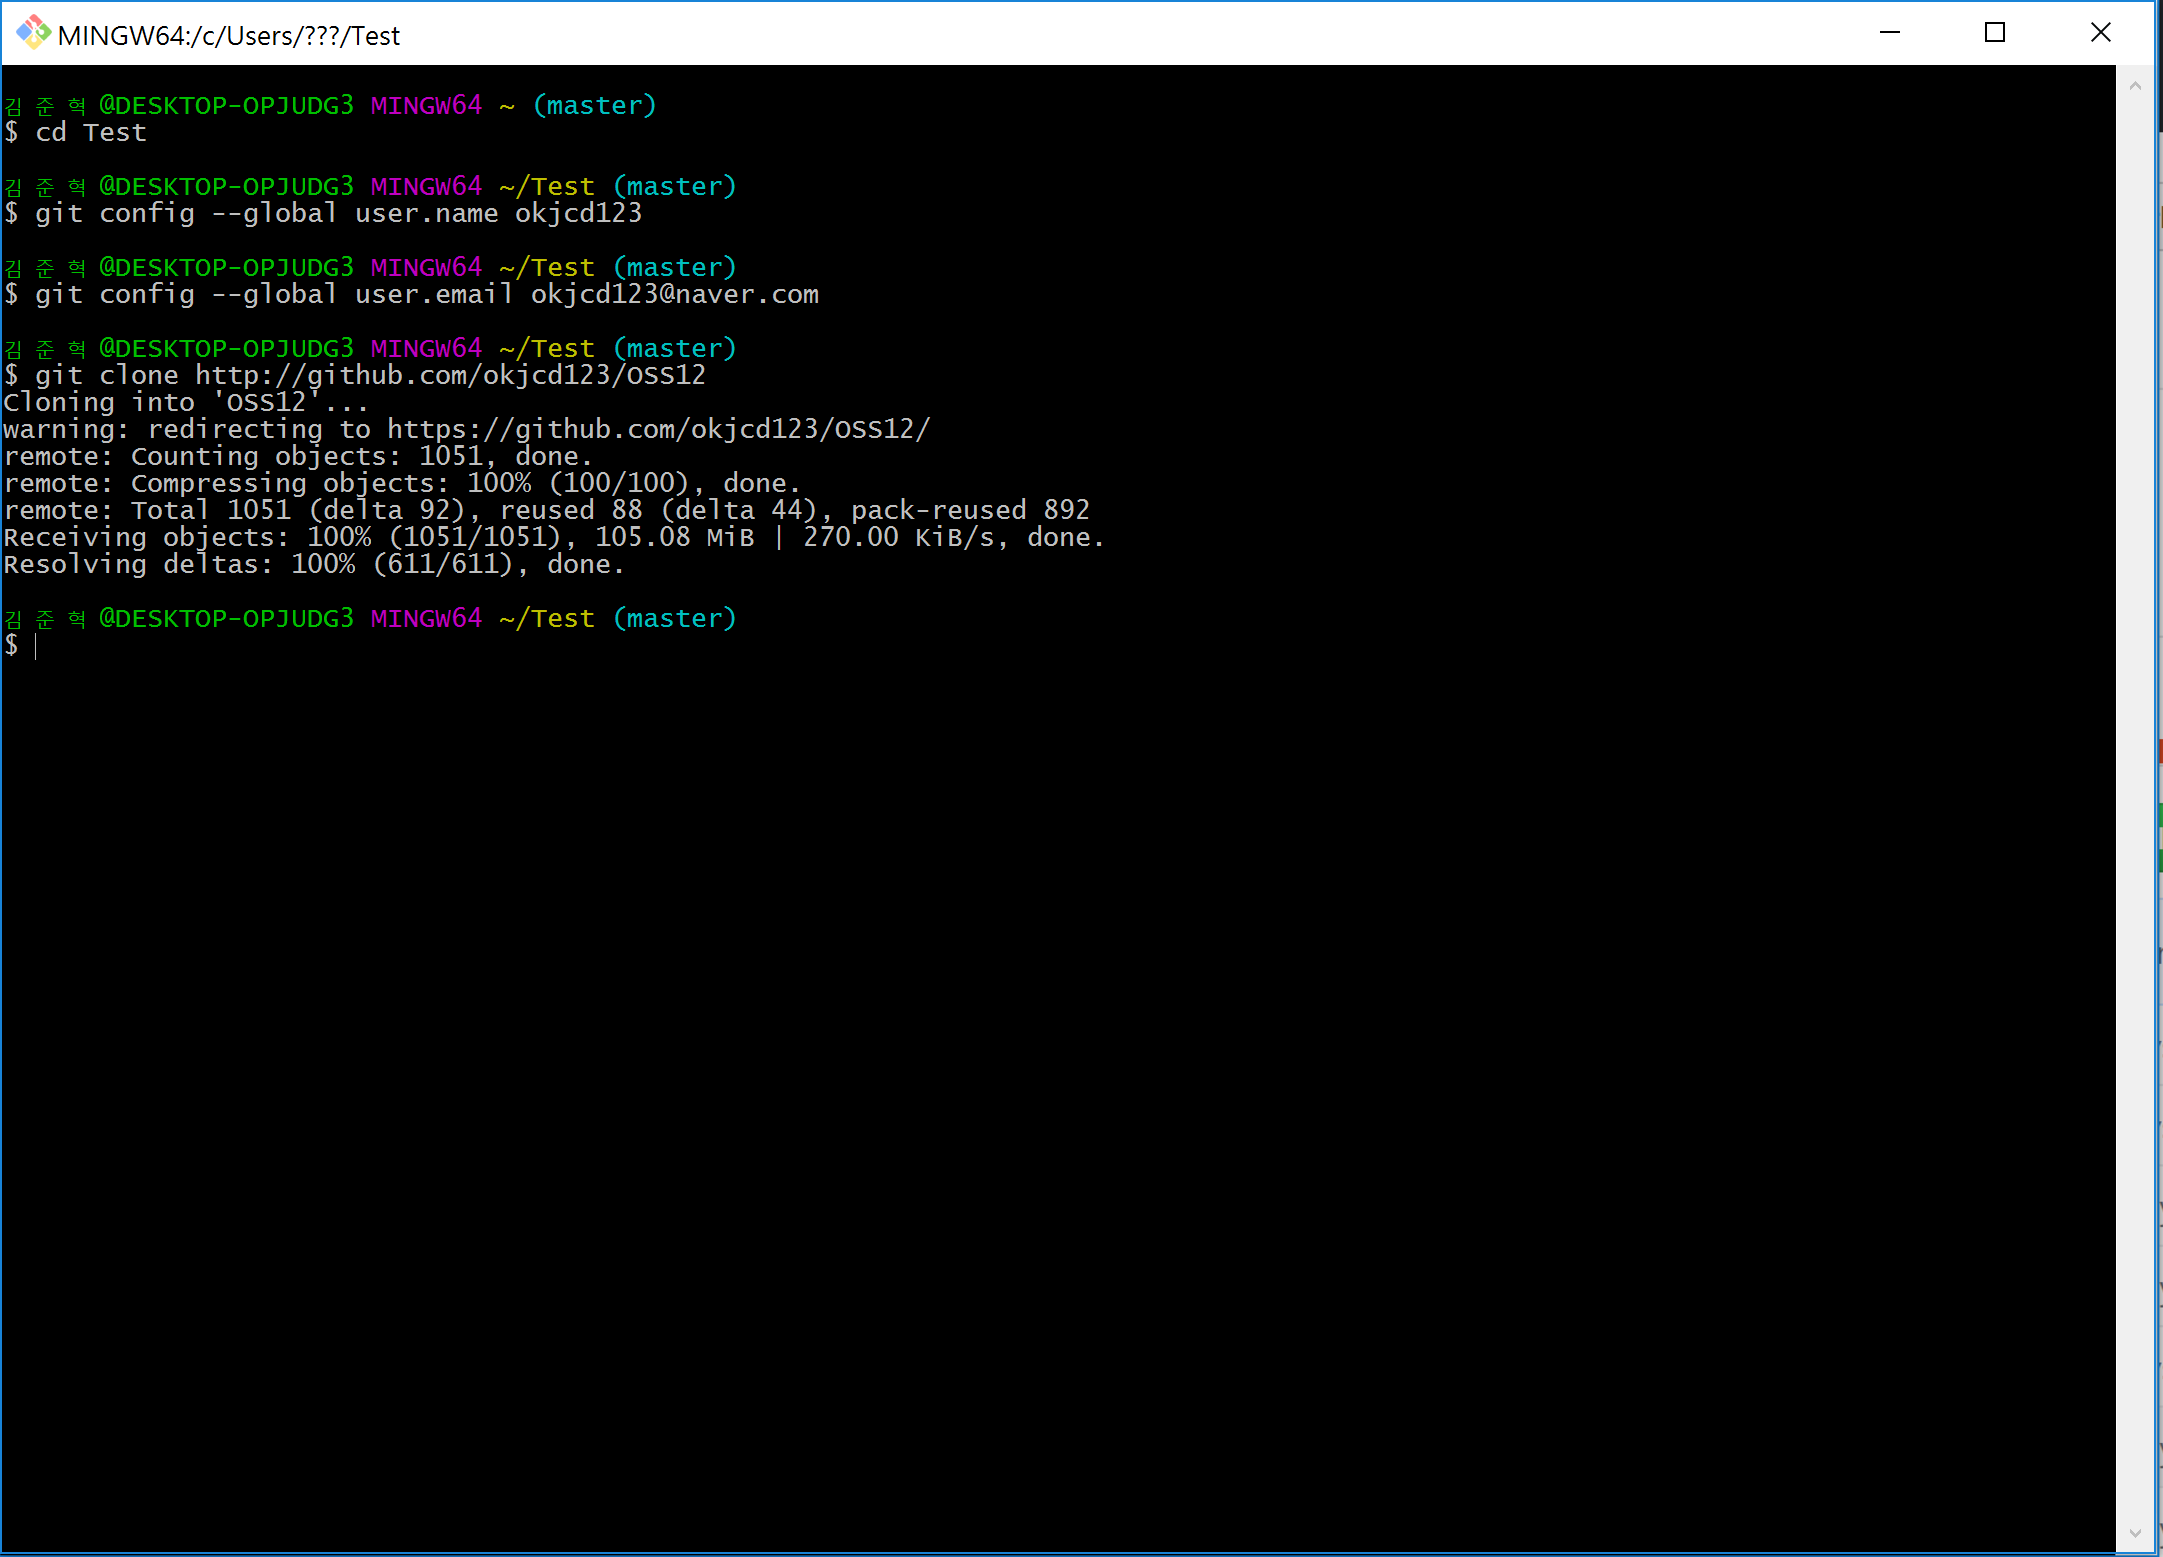 MINGW64:/c/Users/???/Test
김 준 혁 @DESKTOP-OPJUDG3 MINGW64 ~ (master)
$ cd Test
김 준 혁 @DESKTOP-OPJUDG3 MINGW64 ~/Test (master)
$ git config --global user.name okjcd123
김 준 혁 @DESKTOP-OPJUDG3 MINGW64 ~/Test (master)
$ git config --global user.email okjcd123@naver.com
김 준 혁 @DESKTOP-OPJUDG3 MINGW64 ~/Test (master)
$ git clone http://github.com/okjcd123/OSS12
Cloning into 'OSS12'...
warning: redirecting to https://github.com/okjcd123/OSS12/
remote: Counting objects: 1051, done.
remote: Compressing objects: 100% (100/100), done.
remote: Total 1051 (delta 92), reused 88 (delta 44), pack-reused 892
Receiving objects: 100% (1051/1051), 105.08 MiB | 270.00 KiB/s, done.
Resolving deltas: 100% (611/611), done.
김 준 혁 @DESKTOP-OPJUDG3 MINGW64 ~/Test (master)
$